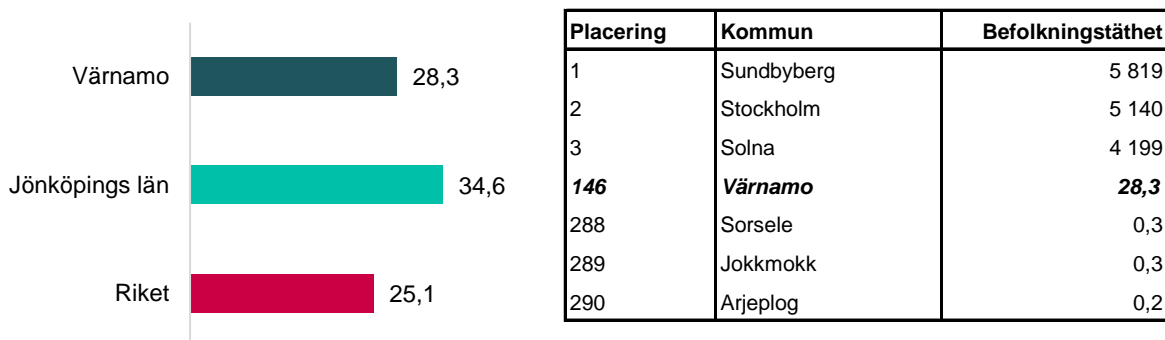 Värnamo 28,3
Jönköpings län 34,6
Riket 25,1
Placering Kommun Befolkningstäthet
1 Sundbyberg 5 819
2 Stockholm 5 140
3 Solna 4 199
146 Värnamo 28,3
288 Sorsele 0,3
289 Jokkmokk 0,3
290 Arjeplog 0,2